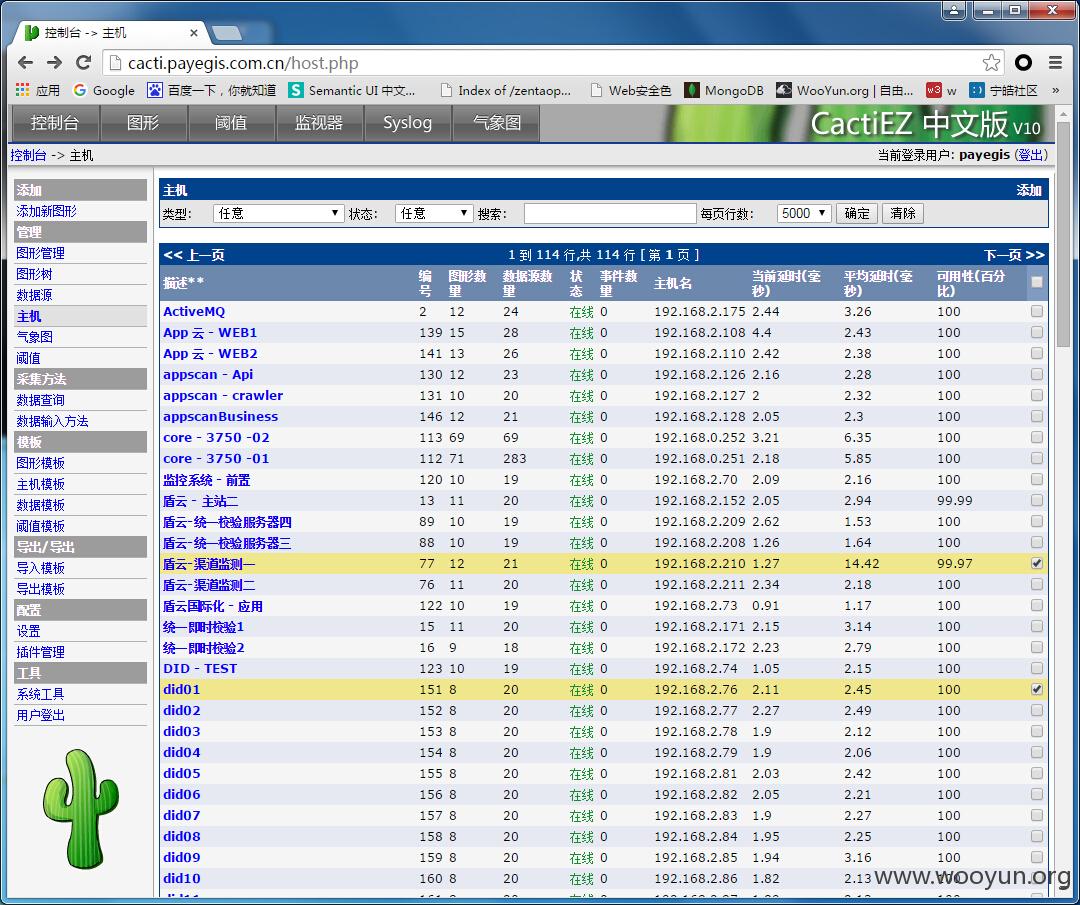 控制台 -> 主机
cacti.payegis.com.cn/host.php
应用 Google 百度一下，你就知道 Semantic UI 中文... Index of /zentaop... Web安全色 MongoDB WooYun.org | 自由... w3 w 宁皓社区 »
控制台 图形 阈值 监视器 Syslog 气象图 CactiEZ 中文版 V10
控制台 -> 主机 当前登录用户: payegis (登出)
添加
添加新图形
管理
图形管理
图形树
数据源
主机
气象图
阈值
采集方法
数据查询
数据输入方法
模板
图形模板
主机模板
数据模板
阈值模板
导出/导出
导入模板
导出模板
配置
设置
插件管理
工具
系统工具
用户登出
主机 添加
类型: 任意 状态: 任意 搜索: 每页行数: 5000 确定 清除
<< 上一页 1 到 114 行,共 114 行 [ 第 1 页 ] 下一页 >>
描述** 编号 图形数量 数据源数量 状态 事件数量 主机名 当前延时(毫秒) 平均延时(毫秒) 可用性(百分比)
ActiveMQ 2 12 24 在线 0 192.168.2.175 2.44 3.26 100
App 云 - WEB1 139 15 28 在线 0 192.168.2.108 4.4 2.43 100
App 云 - WEB2 141 13 26 在线 0 192.168.2.110 2.42 2.38 100
appscan - Api 130 12 23 在线 0 192.168.2.126 2.16 2.28 100
appscan - crawler 131 10 20 在线 0 192.168.2.127 2 2.32 100
appscanBusiness 146 12 21 在线 0 192.168.2.128 2.05 2.3 100
core - 3750 -02 113 69 69 在线 0 192.168.0.252 3.21 6.35 100
core - 3750 -01 112 71 283 在线 0 192.168.0.251 2.18 5.85 100
监控系统 - 前置 120 10 19 在线 0 192.168.2.70 2.09 2.16 100
盾云 - 主站二 13 11 20 在线 0 192.168.2.152 2.05 2.94 99.99
盾云-统一校验服务器四 89 10 19 在线 0 192.168.2.209 2.62 1.53 100
盾云-统一校验服务器三 88 10 19 在线 0 192.168.2.208 1.26 1.64 100
盾云-渠道监测一 77 12 21 在线 0 192.168.2.210 1.27 14.42 99.97
盾云-渠道监测二 76 11 20 在线 0 192.168.2.211 2.34 2.18 100
盾云国际化 - 应用 122 10 19 在线 0 192.168.2.73 0.91 1.17 100
统一即时校验1 15 11 20 在线 0 192.168.2.171 2.15 3.14 100
统一即时校验2 16 9 18 在线 0 192.168.2.172 2.23 2.79 100
DID - TEST 123 10 19 在线 0 192.168.2.74 1.05 2.15 100
did01 151 8 20 在线 0 192.168.2.76 2.11 2.45 100
did02 152 8 20 在线 0 192.168.2.77 2.27 2.49 100
did03 153 8 20 在线 0 192.168.2.78 1.9 2.12 100
did04 154 8 20 在线 0 192.168.2.79 1.9 2.06 100
did05 155 8 20 在线 0 192.168.2.81 2.03 2.42 100
did06 156 8 20 在线 0 192.168.2.82 2.05 2.21 100
did07 157 8 20 在线 0 192.168.2.83 1.9 2.27 100
did08 158 8 20 在线 0 192.168.2.84 1.95 2.25 100
did09 159 8 20 在线 0 192.168.2.85 1.94 3.16 100
did10 160 8 20 在线 0 192.168.2.86 1.82 2.13 100
www.wooyun.org